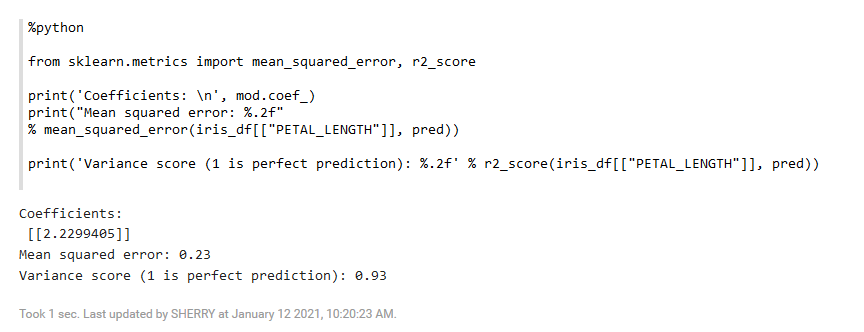 %python
from sklearn.metrics import mean_squared_error, r2_score
print('Coefficients: \n', mod.coef_)
print("Mean squared error: %.2f"
% mean_squared_error(iris_df[["PETAL_LENGTH"]], pred))
print('Variance score (1 is perfect prediction): %.2f' % r2_score(iris_df[["PETAL_LENGTH"]], pred))
Coefficients:
[[2.2299405]]
Mean squared error: 0.23
Variance score (1 is perfect prediction): 0.93
Took 1 sec. Last updated by SHERRY at January 12 2021, 10:20:23 AM.